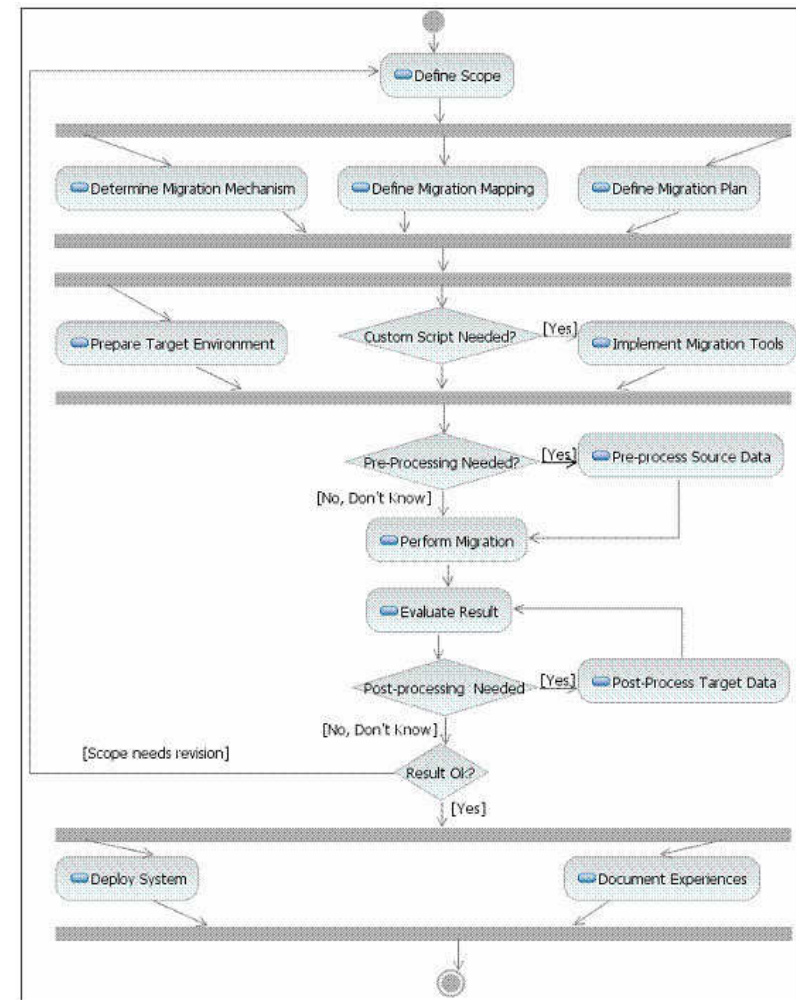 Define Scope
Determine Migration Mechanism
Define Migration Mapping
Define Migration Plan
Prepare Target Environment
Custom Script Needed?
[Yes]
Implement Migration Tools
Pre-Processing Needed?
[Yes]
Pre-process Source Data
[No, Don't Know]
Perform Migration
Evaluate Result
Post-processing Needed
[Yes]
Post-Process Target Data
[No, Don't Know]
[Scope needs revision]
Result Ok?
[Yes]
Deploy System
Document Experiences